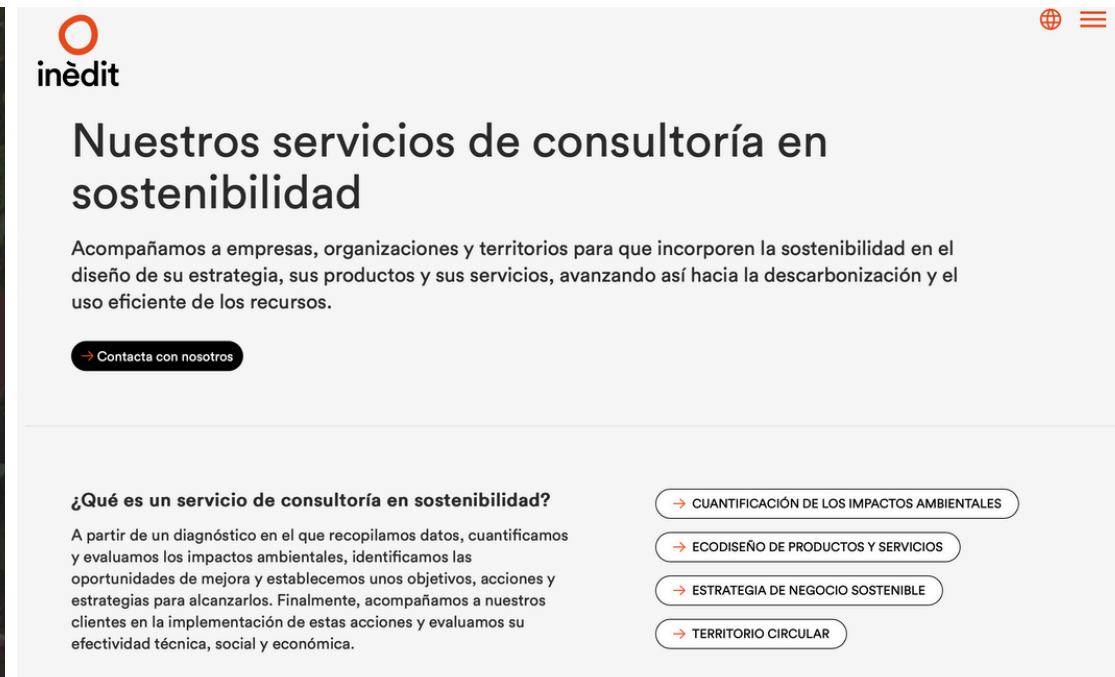 inèdit
Nuestros servicios de consultoría en
sostenibilidad
Acompañamos a empresas, organizaciones y territorios para que incorporen la sostenibilidad en el
diseño de su estrategia, sus productos y sus servicios, avanzando así hacia la descarbonización y el
uso eficiente de los recursos.
→ Contacta con nosotros
¿Qué es un servicio de consultoría en sostenibilidad?
A partir de un diagnóstico en el que recopilamos datos, cuantificamos
y evaluamos los impactos ambientales, identificamos las
oportunidades de mejora y establecemos unos objetivos, acciones y
estrategias para alcanzarlos. Finalmente, acompañamos a nuestros
clientes en la implementación de estas acciones y evaluamos su
efectividad técnica, social y económica.
→ CUANTIFICACIÓN DE LOS IMPACTOS AMBIENTALES
→ ECODISEÑO DE PRODUCTOS Y SERVICIOS
→ ESTRATEGIA DE NEGOCIO SOSTENIBLE
→ TERRITORIO CIRCULAR